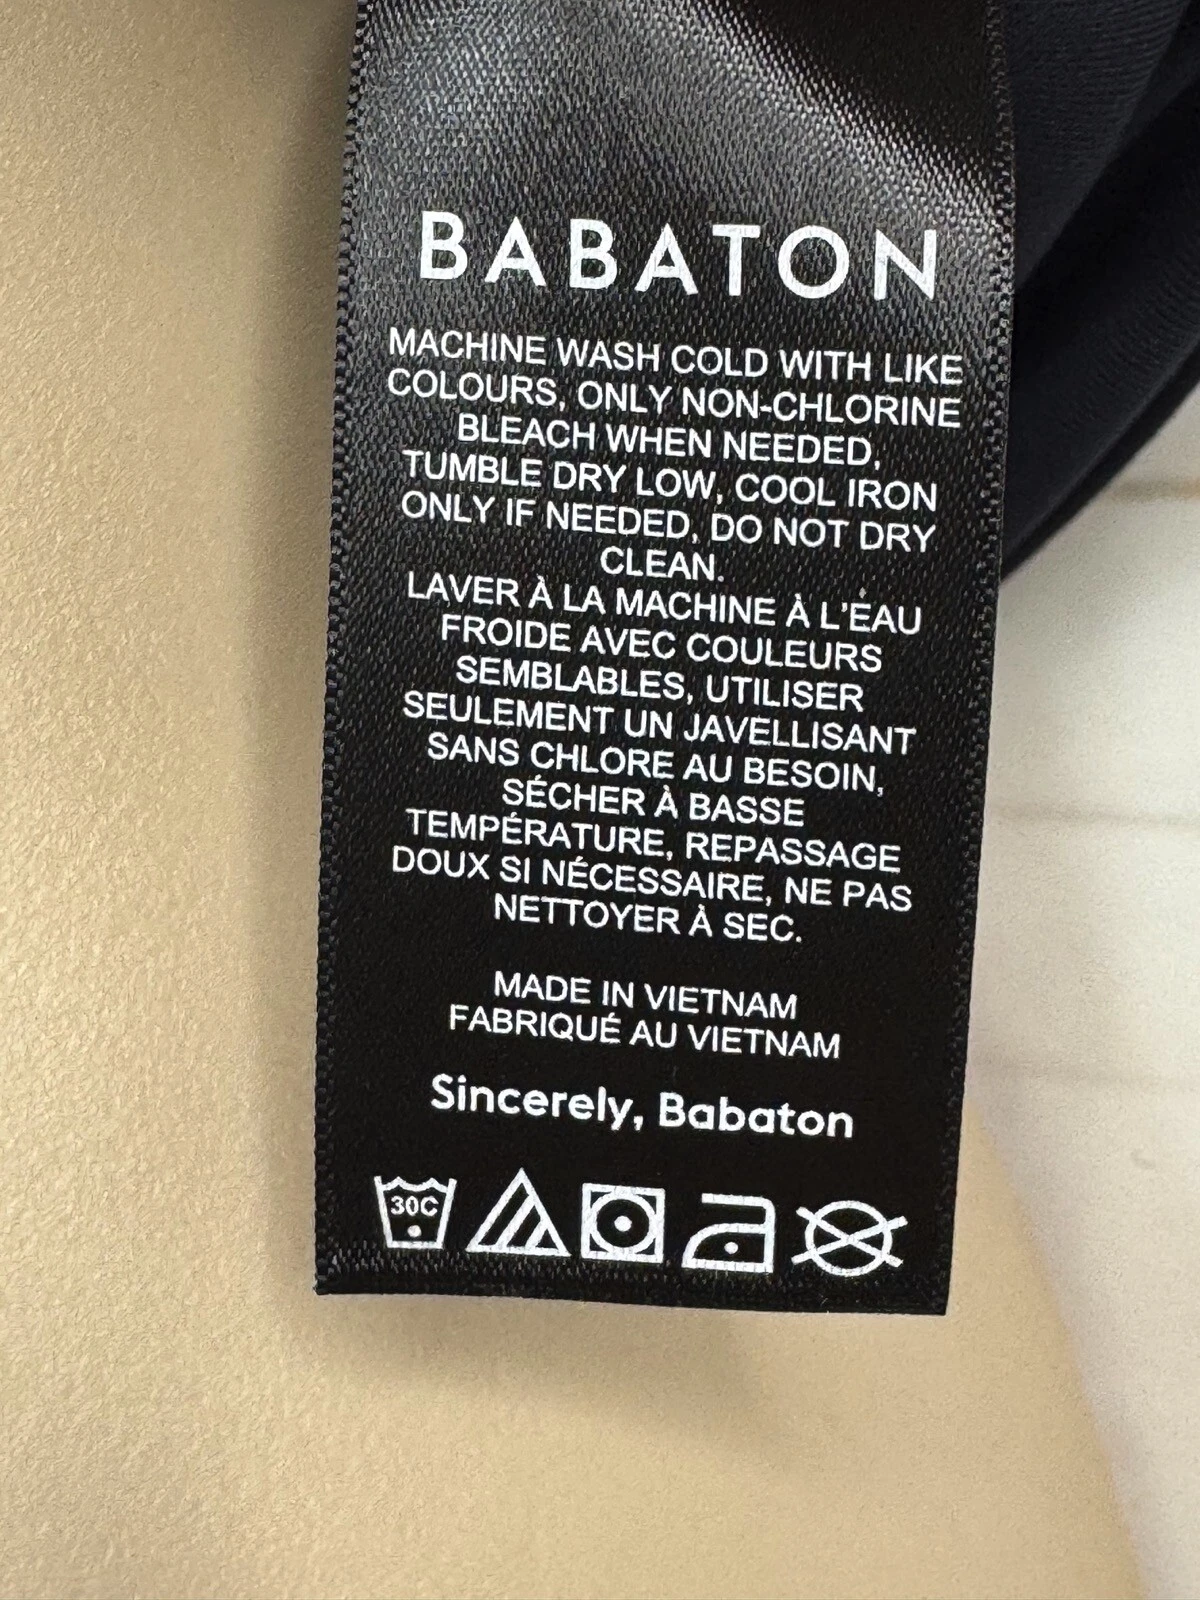 BABATON
MACHINE WASH COLD WITH LIKE
COLOURS, ONLY NON-CHLORINE
BLEACH WHEN NEEDED,
TUMBLE DRY LOW, COOL IRON
ONLY IF NEEDED, DO NOT DRY
CLEAN.
LAVER À LA MACHINE À L'ÉAU
FROIDE AVEC COULEURS
SEMBLABLES, UTILISER
SEULEMENT UN JAVELLISANT
SANS CHLORE AU BESOIN,
SÉCHER À BASSE
TEMPÉRATURE, REPASSAGE
DOUX SI NÉCESSAIRE, NE PAS
NETTOYER À SEC.
MADE IN VIETNAM
FABRIQUÉ AU VIETNAM
Sincerely, Babaton
30C